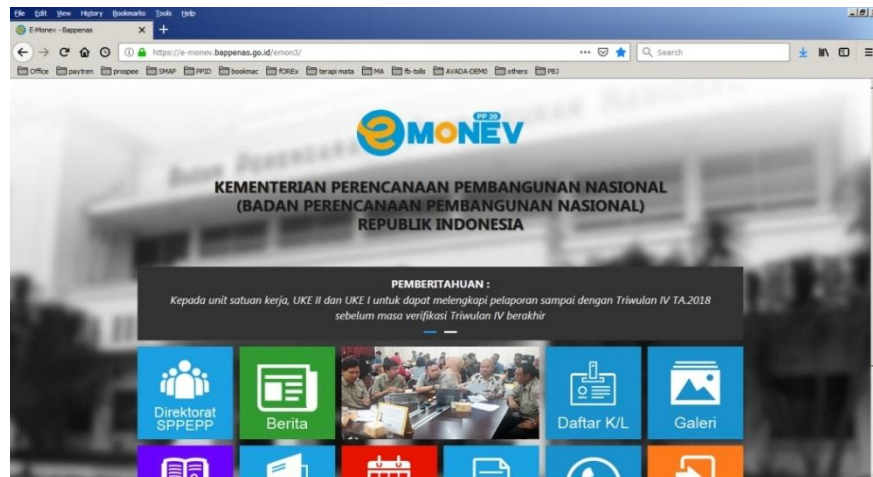 File Edit View History Bookmarks Tools Help
E-Monev - Bappenas
https://e-monev.bappenas.go.id/emon3/
Search
Office paytren prospee SMAP PPID bookmac fOREx terapi mata MA fb-tolis AVADA-DEMO others PBJ
PP 39
eMONEV
KEMENTERIAN PERENCANAAN PEMBANGUNAN NASIONAL
(BADAN PERENCANAAN PEMBANGUNAN NASIONAL)
REPUBLIK INDONESIA
PEMBERITAHUAN :
Kepada unit satuan kerja, UKE II dan UKE I untuk dapat melengkapi pelaporan sampai dengan Triwulan IV TA.2018
sebelum masa verifikasi Triwulan IV berakhir
Direktorat
SPPEPP
Berita
Daftar K/L
Galeri